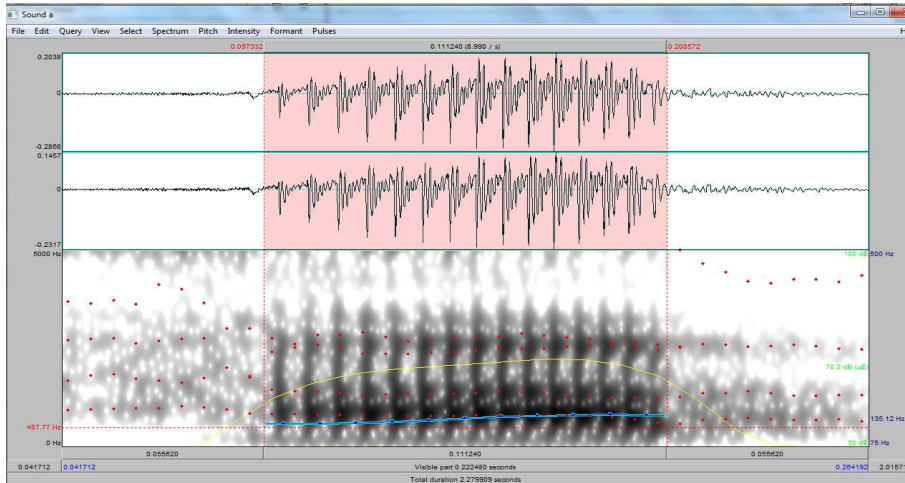 Sound a
File Edit Query View Select Spectrum Pitch Intensity Formant Pulses H
0.097332 0.111240 (8.990 / s) 0.208572
0.2038
0
-0.2868
0.1457
0
-0.2317
5000 Hz 100 dB 500 Hz
70.2 dB (µE)
487.77 Hz 135.12 Hz
0 Hz 50 dB 75 Hz
0.055620 0.111240 0.055620
0.041712 0.041712 Visible part 0.222480 seconds 0.264192 2.01571
Total duration 2.279909 seconds